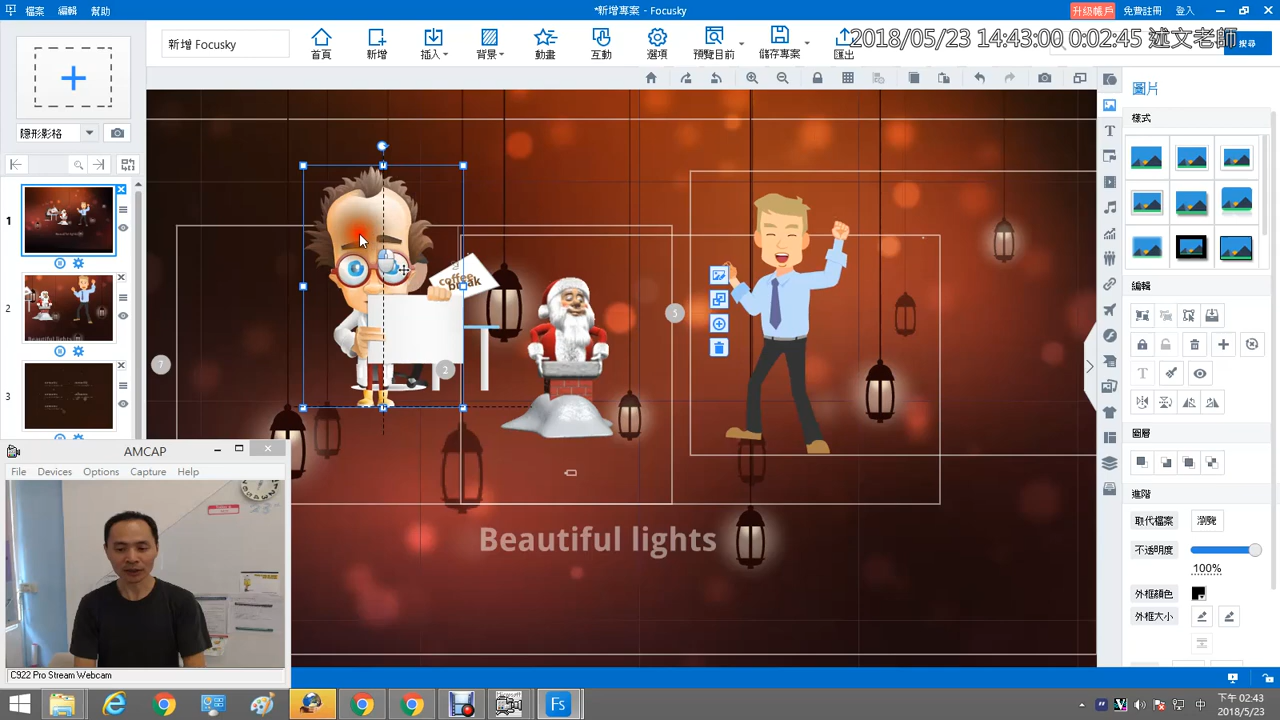 檔案 編輯 幫助
*新增專案 - Focusky
升级帳戶 免費註冊 登入
新增 Focusky
首頁 新增 插入 背景 動畫 互動 選項 預覽目前 儲存專案 匯出
2018/05/23 14:43:00 0:02:45 述文老師
搜尋
隱形影格
圖片
樣式
1
2
3
coffee break
5
7
2
Beautiful lights
編輯
圖層
進階
取代檔案 瀏覽
不透明度
100%
外框顏色
外框大小
AMCAP
File Devices Options Capture Help
C922 Pro Stream Webcam
Fs
中
下午 02:43
2018/5/23